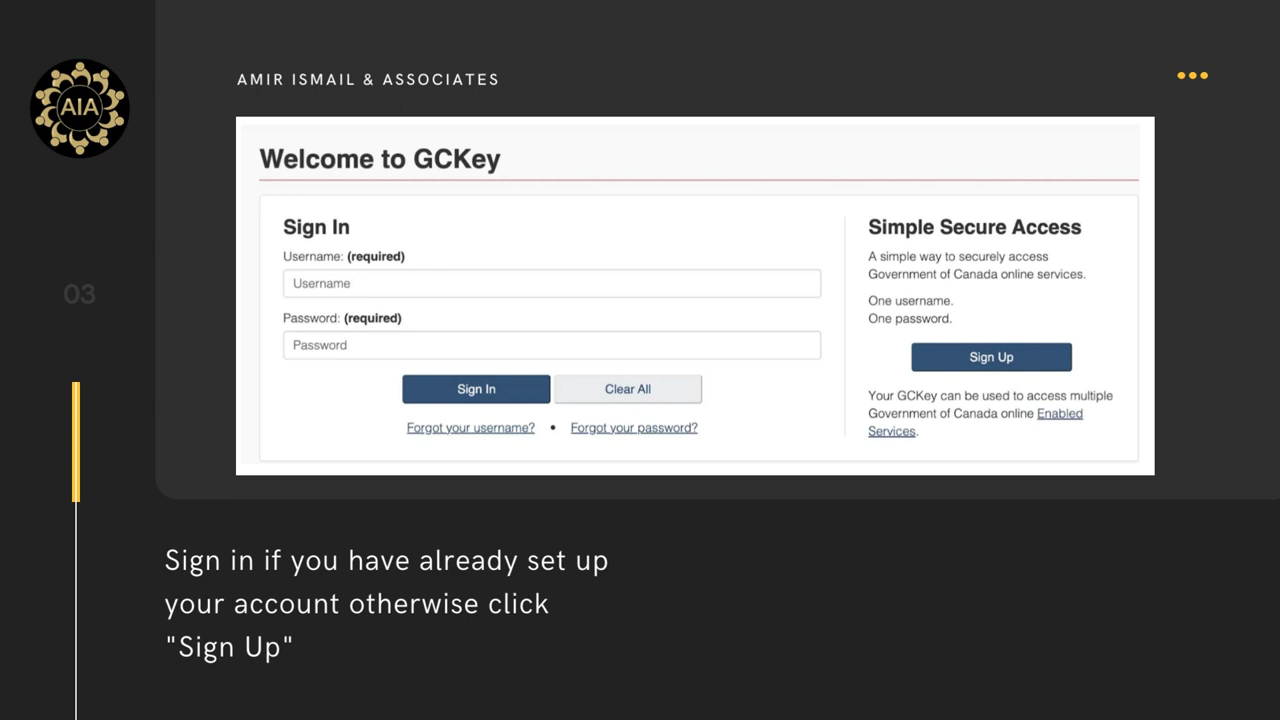 AIA
AMIR ISMAIL & ASSOCIATES
03
Welcome to GCKey
Sign In
Username: (required)
Username
Password: (required)
Password
Sign In
Clear All
Forgot your username? • Forgot your password?
Simple Secure Access
A simple way to securely access
Government of Canada online services.
One username.
One password.
Sign Up
Your GCKey can be used to access multiple
Government of Canada online Enabled
Services.
Sign in if you have already set up
your account otherwise click
"Sign Up"